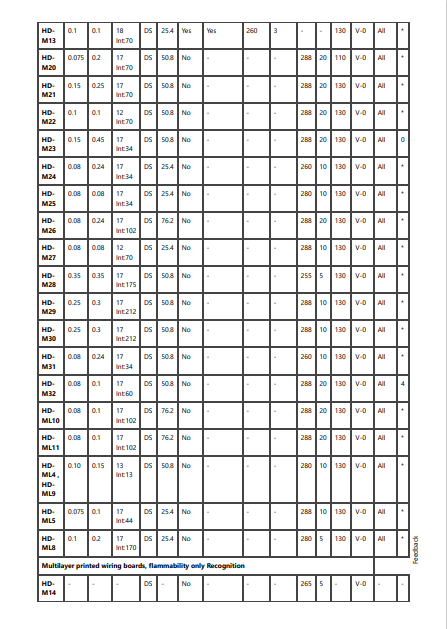 HD-M13 0.1 0.1 18 Int:70 DS 25.4 Yes Yes 260 3 - - 130 V-0 All *
HD-M20 0.075 0.2 17 Int:70 DS 50.8 No - - - 288 20 110 V-0 All *
HD-M21 0.15 0.25 17 Int:70 DS 50.8 No - - - 288 20 130 V-0 All *
HD-M22 0.1 0.1 12 Int:70 DS 50.8 No - - - 288 20 130 V-0 All *
HD-M23 0.15 0.45 17 Int:34 DS 50.8 No - - - 288 20 130 V-0 All 0
HD-M24 0.08 0.24 17 Int:34 DS 25.4 No - - - 260 10 130 V-0 All *
HD-M25 0.08 0.08 17 Int:34 DS 25.4 No - - - 280 10 130 V-0 All *
HD-M26 0.08 0.24 17 Int:102 DS 76.2 No - - - 288 20 130 V-0 All *
HD-M27 0.08 0.08 12 Int:70 DS 25.4 No - - - 288 10 130 V-0 All *
HD-M28 0.35 0.35 17 Int:175 DS 50.8 No - - - 255 5 130 V-0 All *
HD-M29 0.25 0.3 17 Int:212 DS 50.8 No - - - 288 10 130 V-0 All *
HD-M30 0.25 0.3 17 Int:212 DS 50.8 No - - - 288 10 130 V-0 All *
HD-M31 0.08 0.24 17 Int:34 DS 50.8 No - - - 260 10 130 V-0 All *
HD-M32 0.08 0.1 17 Int:60 DS 50.8 No - - - 288 20 130 V-0 All 4
HD-ML10 0.08 0.1 17 Int:102 DS 76.2 No - - - 288 20 130 V-0 All *
HD-ML11 0.08 0.1 17 Int:102 DS 76.2 No - - - 288 20 130 V-0 All *
HD-ML4, HD-ML9 0.10 0.15 13 Int:13 DS 50.8 No - - - 280 10 130 V-0 All *
HD-ML5 0.075 0.1 17 Int:44 DS 25.4 No - - - 288 10 130 V-0 All *
HD-ML8 0.1 0.2 17 Int:170 DS 25.4 No - - - 280 5 130 V-0 All *
Multilayer printed wiring boards, flammability only Recognition
HD-M14 - - - DS - No - - - 265 5 - V-0 - -
Feedback